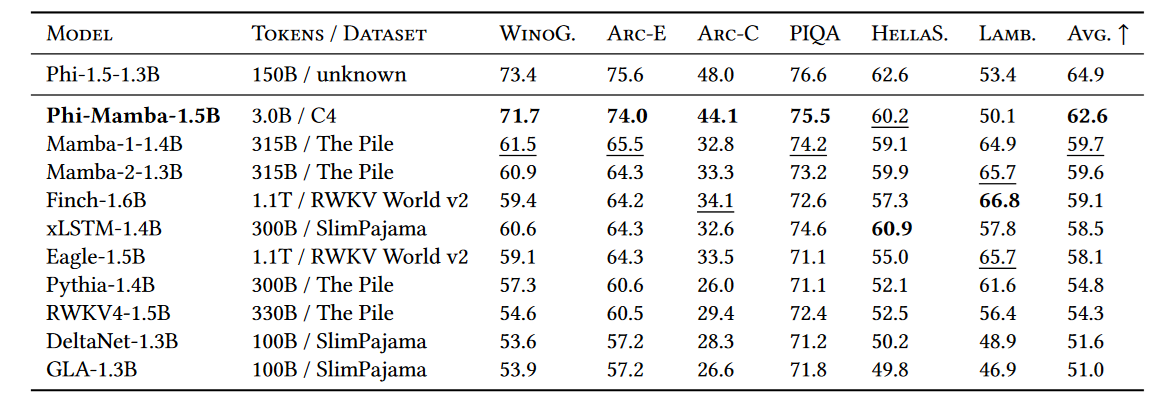 MODEL TOKENS / DATASET WINOG. ARC-E ARC-C PIQA HELLAS. LAMB. AVG. ↑
Phi-1.5-1.3B 150B / unknown 73.4 75.6 48.0 76.6 62.6 53.4 64.9
Phi-Mamba-1.5B 3.0B / C4 71.7 74.0 44.1 75.5 60.2 50.1 62.6
Mamba-1-1.4B 315B / The Pile 61.5 65.5 32.8 74.2 59.1 64.9 59.7
Mamba-2-1.3B 315B / The Pile 60.9 64.3 33.3 73.2 59.9 65.7 59.6
Finch-1.6B 1.1T / RWKV World v2 59.4 64.2 34.1 72.6 57.3 66.8 59.1
xLSTM-1.4B 300B / SlimPajama 60.6 64.3 32.6 74.6 60.9 57.8 58.5
Eagle-1.5B 1.1T / RWKV World v2 59.1 64.3 33.5 71.1 55.0 65.7 58.1
Pythia-1.4B 300B / The Pile 57.3 60.6 26.0 71.1 52.1 61.6 54.8
RWKV4-1.5B 330B / The Pile 54.6 60.5 29.4 72.4 52.5 56.4 54.3
DeltaNet-1.3B 100B / SlimPajama 53.6 57.2 28.3 71.2 50.2 48.9 51.6
GLA-1.3B 100B / SlimPajama 53.9 57.2 26.6 71.8 49.8 46.9 51.0